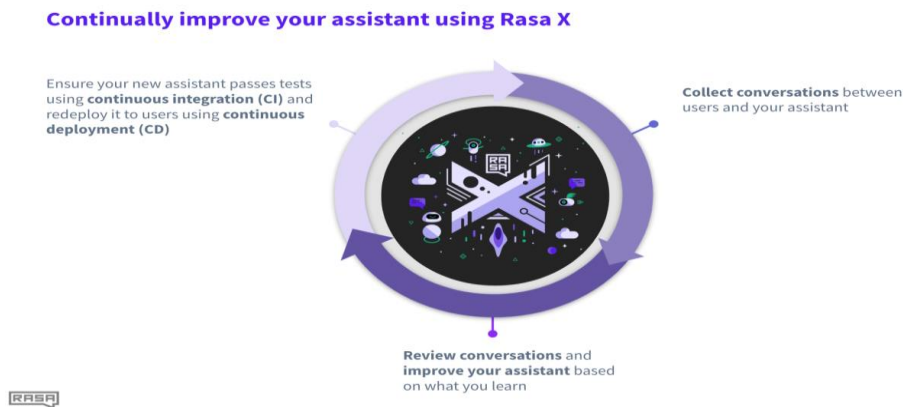 Continually improve your assistant using Rasa X
Ensure your new assistant passes tests
using continuous integration (CI) and
redeploy it to users using continuous
deployment (CD)
Collect conversations between
users and your assistant
RA
SA
Review conversations and
improve your assistant based
on what you learn
RASA